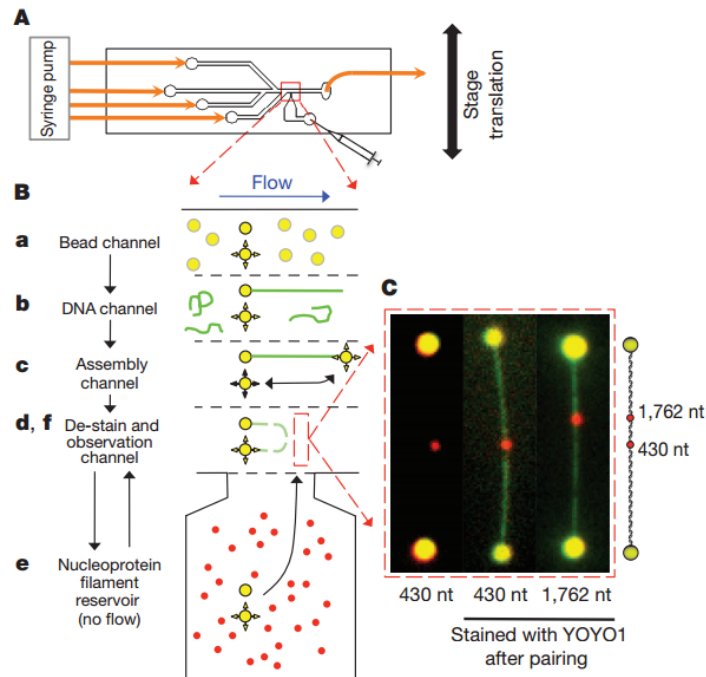 A
Syringe pump
Stage
translation
B
Flow
a
Bead channel
b
DNA channel
c
Assembly
channel
d, f
De-stain and
observation
channel
e
Nucleoprotein
filament
reservoir
(no flow)
C
1,762 nt
430 nt
430 nt
430 nt
1,762 nt
Stained with YOYO1
after pairing